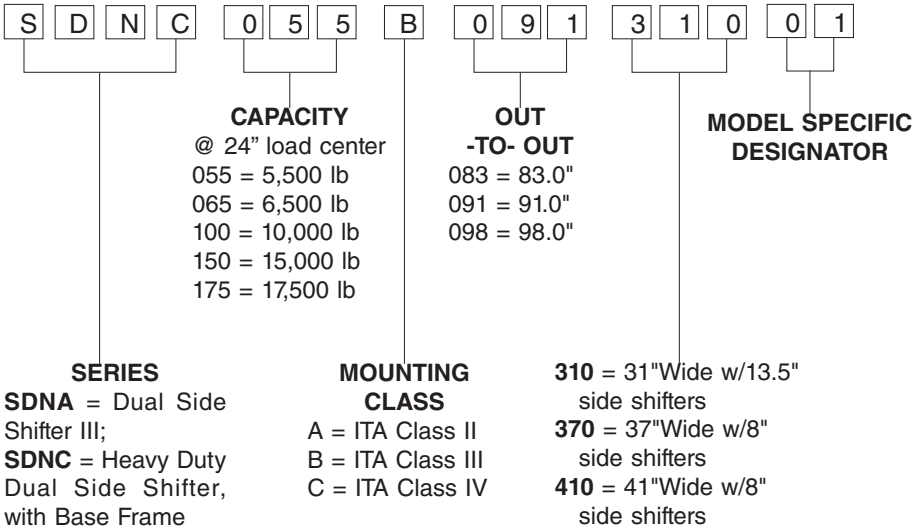 S D N C 0 5 5 B 0 9 1 3 1 0 0 1
CAPACITY
@ 24” load center
055 = 5,500 lb
065 = 6,500 lb
100 = 10,000 lb
150 = 15,000 lb
175 = 17,500 lb
OUT
-TO- OUT
083 = 83.0"
091 = 91.0"
098 = 98.0"
MODEL SPECIFIC
DESIGNATOR
SERIES
SDNA = Dual Side
Shifter III;
SDNC = Heavy Duty
Dual Side Shifter,
with Base Frame
MOUNTING
CLASS
A = ITA Class II
B = ITA Class III
C = ITA Class IV
310 = 31"Wide w/13.5"
side shifters
370 = 37"Wide w/8"
side shifters
410 = 41"Wide w/8"
side shifters